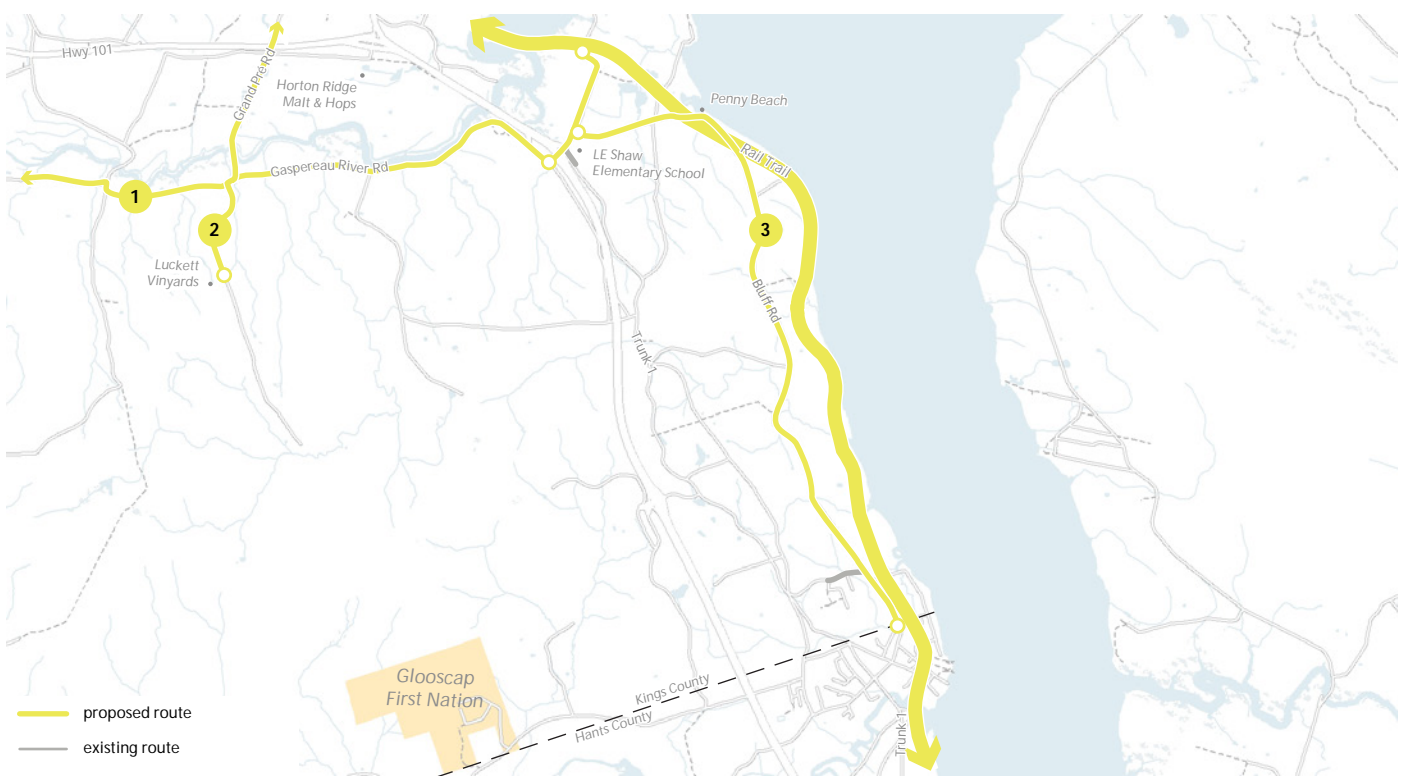 Hwy 101
Grand Pré Rd
Horton Ridge
Malt & Hops
Penny Beach
Gaspereau River Rd
LE Shaw
Elementary School
Rail Trail
1
2
3
Luckett
Vinyards
Bluff Rd
Trunk 1
Glooscap
First Nation
Kings County
Hants County
Trunk 1
proposed route
existing route